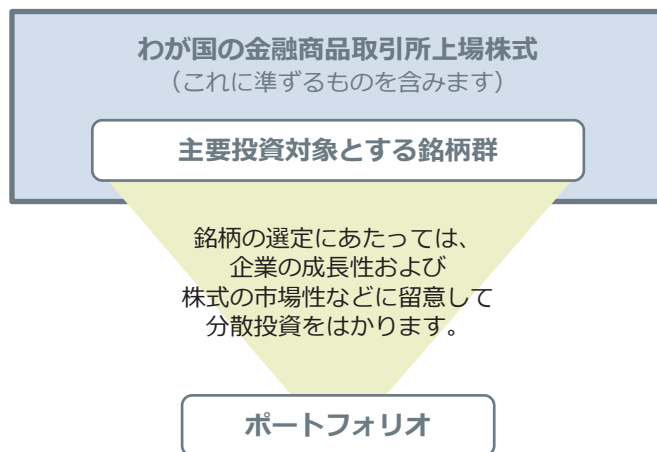 わが国の金融商品取引所上場株式
（これに準ずるものを含みます）
主要投資対象とする銘柄群
銘柄の選定にあたっては、
企業の成長性および
株式の市場性などに留意して
分散投資をはかります。
ポートフォリオ